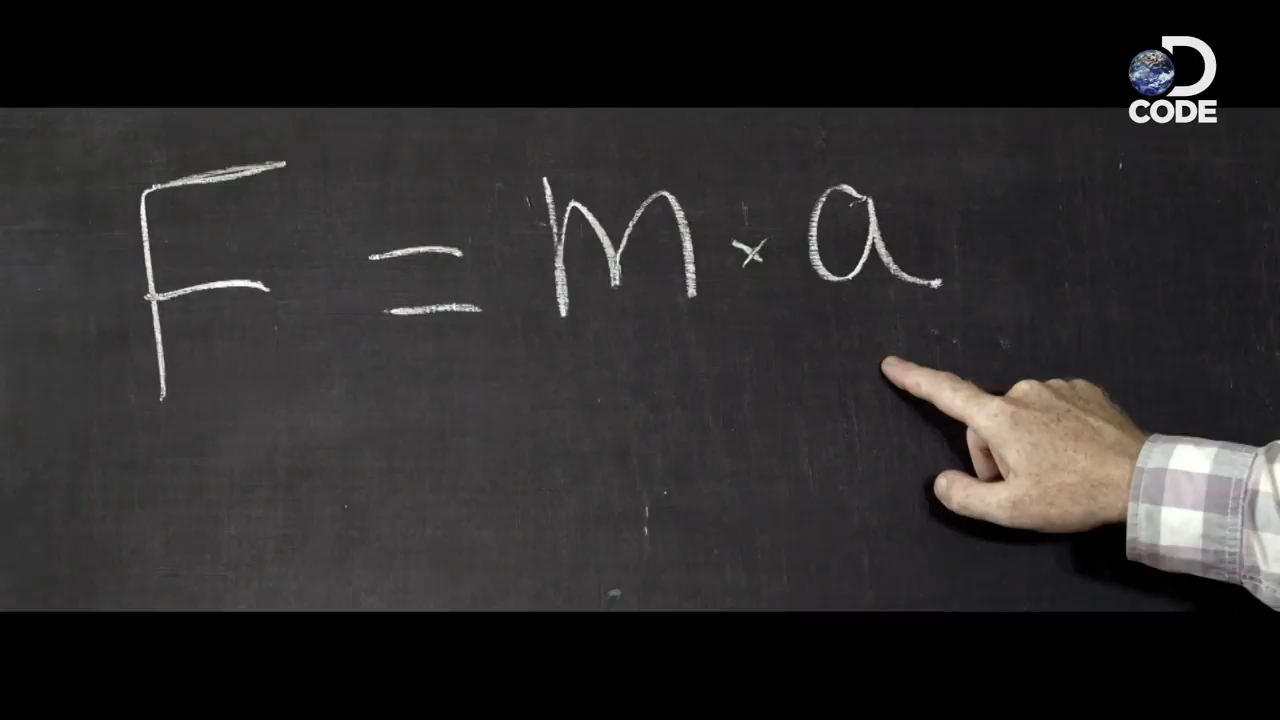 D
CODE
F = m × a